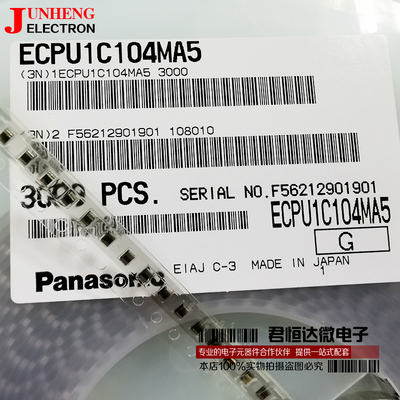 JUNHENG
ELECTRON
ECPU1C104MA5
(3N)1ECPU1C104MA5 3000
(3N)2 F56212901901 108010
3000 PCS. SERIAL NO.F56212901901
ECPU1C104MA5
G
Panasonic EIAJ C-3 MADE IN JAPAN
1
君恒达微电子
专业的电子元器件合作伙伴 提供一站式配套
本店100%实物拍摄盗图必究